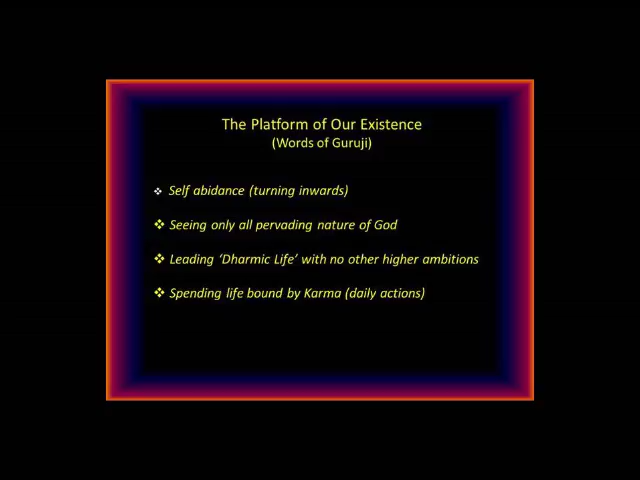 The Platform of Our Existence
(Words of Guruji)
❖ Self abidance (turning inwards)
❖ Seeing only all pervading nature of God
❖ Leading ‘Dharmic Life’ with no other higher ambitions
❖ Spending life bound by Karma (daily actions)